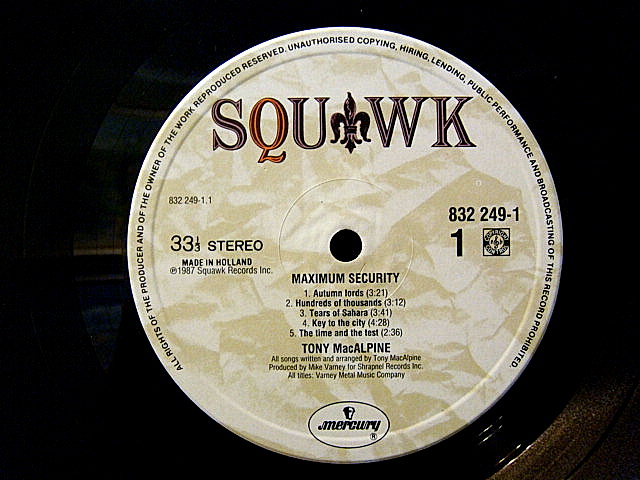 ALL RIGHTS OF THE PRODUCER AND OF THE OWNER OF THE WORK REPRODUCED RESERVED. UNAUTHORISED COPYING, HIRING, LENDING, PUBLIC PERFORMANCE AND BROADCASTING OF THIS RECORD PROHIBITED.
SQUAWK
832 249-1.1
832 249-1
33⅓ STEREO
1
MADE IN HOLLAND
℗1987 Squawk Records Inc.
MAXIMUM SECURITY
1. Autumn lords (3:21)
2. Hundreds of thousands (3:12)
3. Tears of Sahara (3:41)
4. Key to the city (4:28)
5. The time and the test (2:36)
TONY MacALPINE
All songs written and arranged by Tony MacAlpine
Produced by Mike Varney for Shrapnel Records Inc.
All titles: Varney Metal Music Company
mercury®